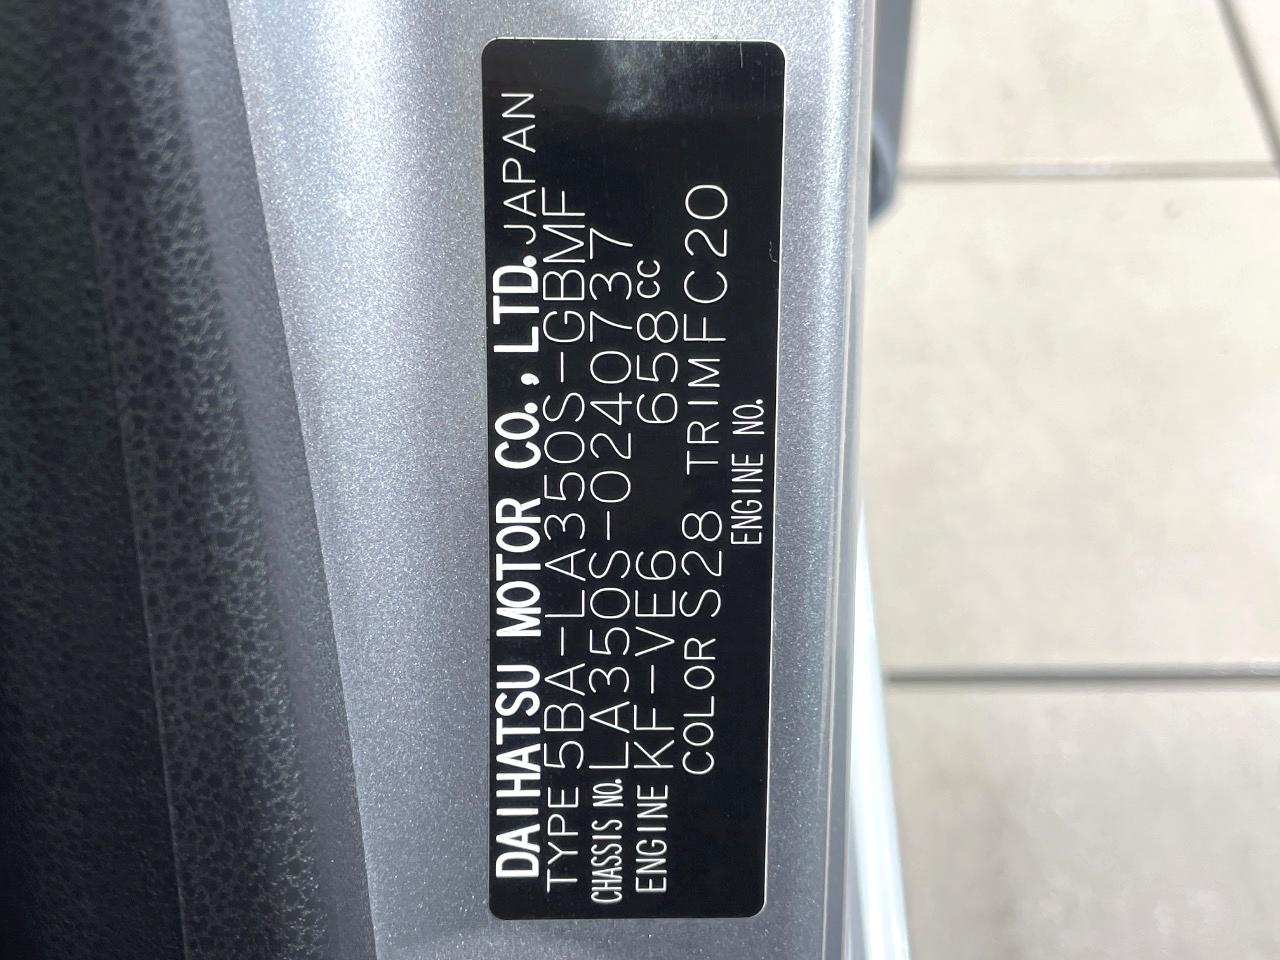 DAIHATSU MOTOR CO., LTD. JAPAN
TYPE 5BA-LA350S-GBMF
CHASSIS NO. LA350S-0240737
ENGINE KF-VE6 658cc
COLOR S28 TRIM FC20
ENGINE NO.